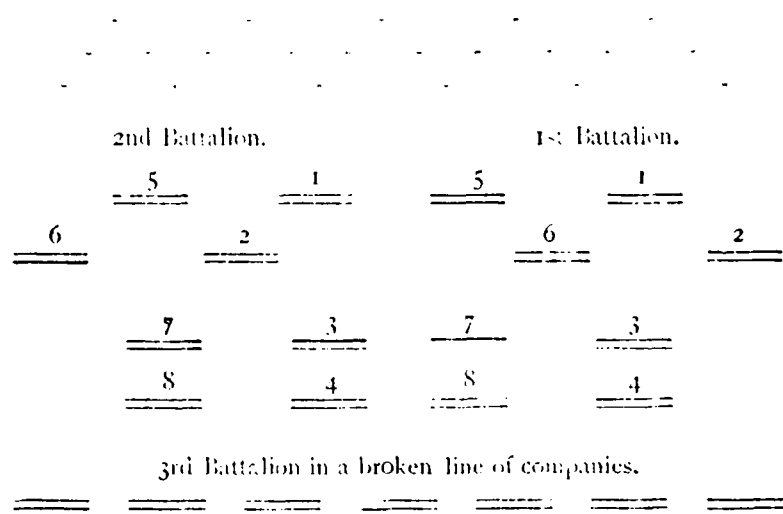 2nd Battalion. 1st Battalion.
5 1 5 1
6 2 6 2
7 3 7 3
8 4 8 4
3rd Battalion in a broken line of companies.